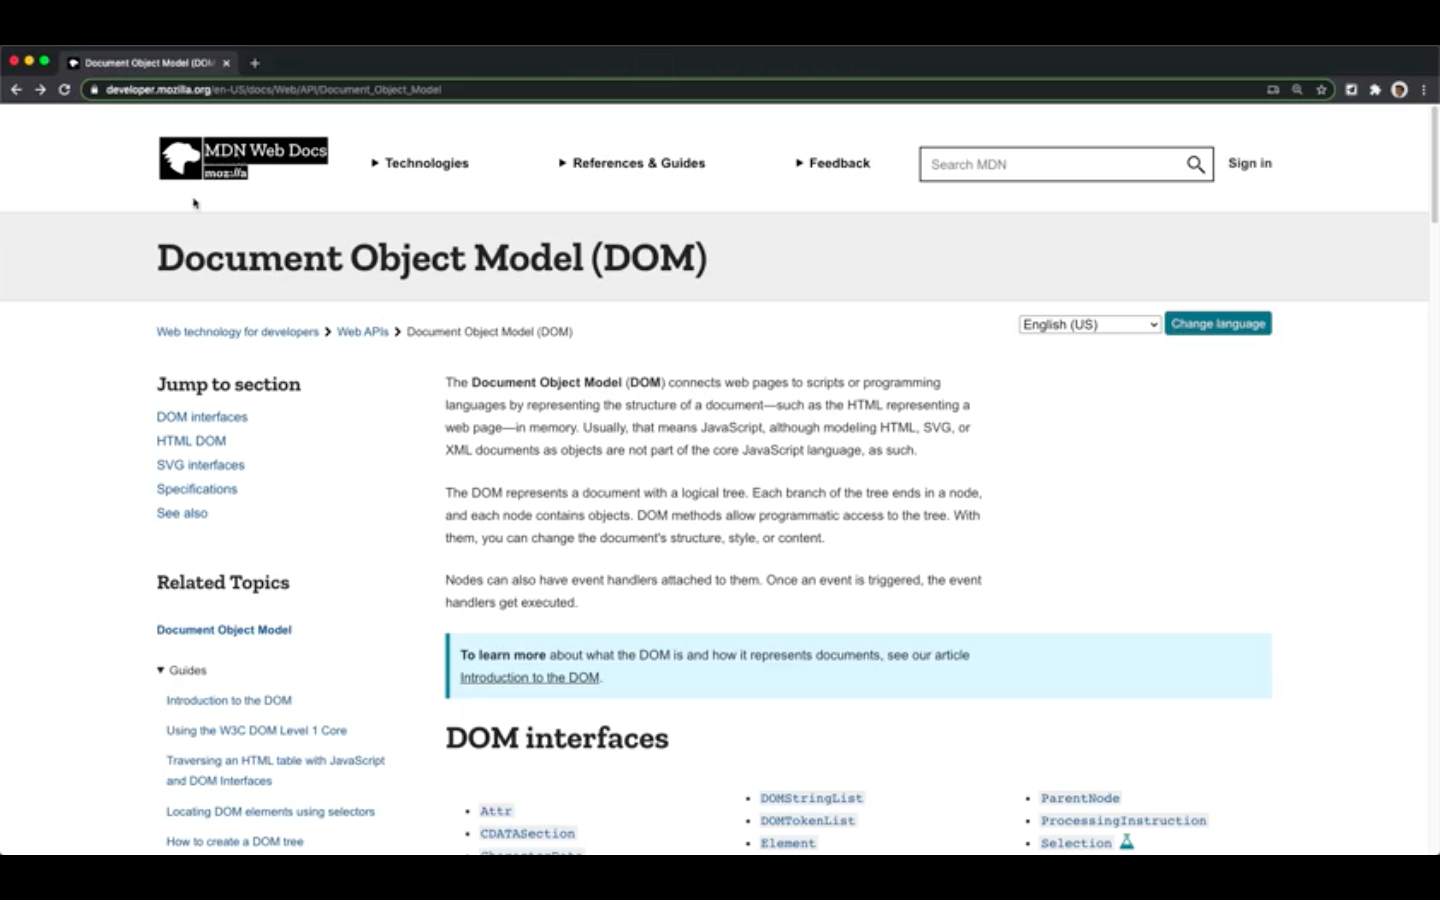 Document Object Model (DOM
developer.mozilla.org/en-US/docs/Web/API/Document_Object_Model
MDN Web Docs
moz://a
Technologies
References & Guides
Feedback
Search MDN
Sign in
Document Object Model (DOM)
Web technology for developers
Web APIs
Document Object Model (DOM)
English (US)
Change language
Jump to section
DOM interfaces
HTML DOM
SVG interfaces
Specifications
See also
Related Topics
Document Object Model
Guides
Introduction to the DOM
Using the W3C DOM Level 1 Core
Traversing an HTML table with JavaScript
and DOM Interfaces
Locating DOM elements using selectors
How to create a DOM tree
The Document Object Model (DOM) connects web pages to scripts or programming
languages by representing the structure of a document—such as the HTML representing a
web page—in memory. Usually, that means JavaScript, although modeling HTML, SVG, or
XML documents as objects are not part of the core JavaScript language, as such.
The DOM represents a document with a logical tree. Each branch of the tree ends in a node,
and each node contains objects. DOM methods allow programmatic access to the tree. With
them, you can change the document's structure, style, or content.
Nodes can also have event handlers attached to them. Once an event is triggered, the event
handlers get executed.
To learn more about what the DOM is and how it represents documents, see our article
Introduction to the DOM.
DOM interfaces
Attr
CDATASection
DOMStringList
DOMTokenList
Element
ParentNode
ProcessingInstruction
Selection